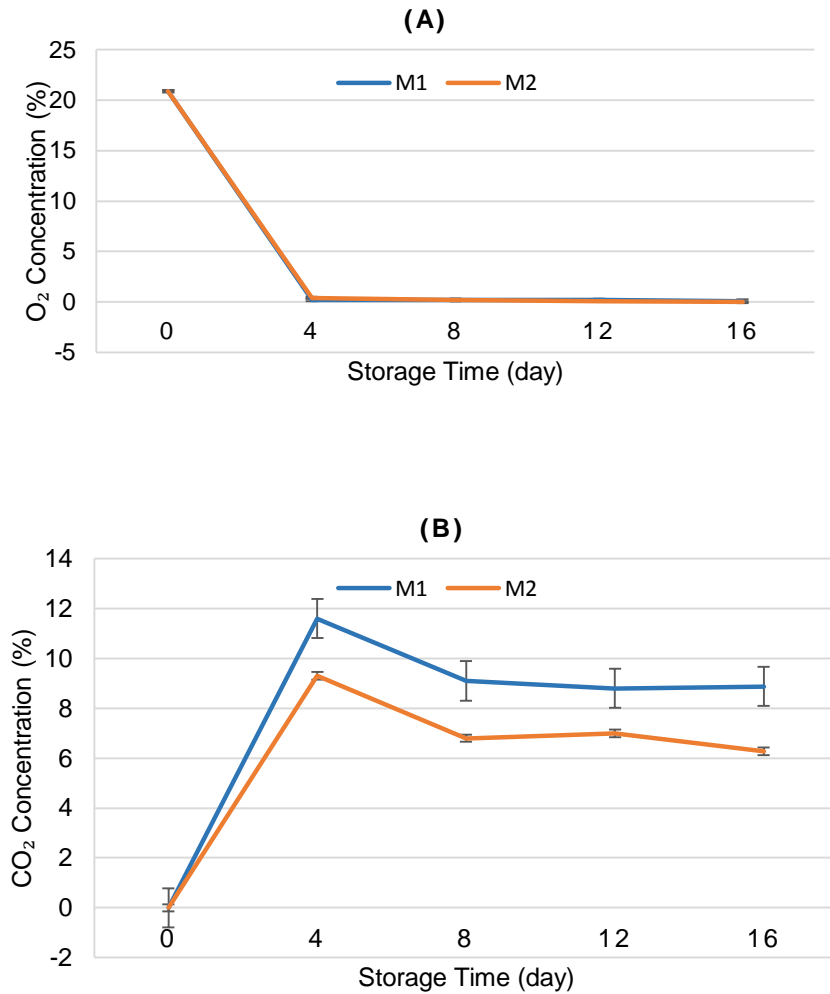 (A)
25
20
15
10
5
0
-5
O₂ Concentration (%)
M1 M2
0 4 8 12 16
Storage Time (day)
(B)
14
12
10
8
6
4
2
0
-2
CO₂ Concentration (%)
M1 M2
0 4 8 12 16
Storage Time (day)